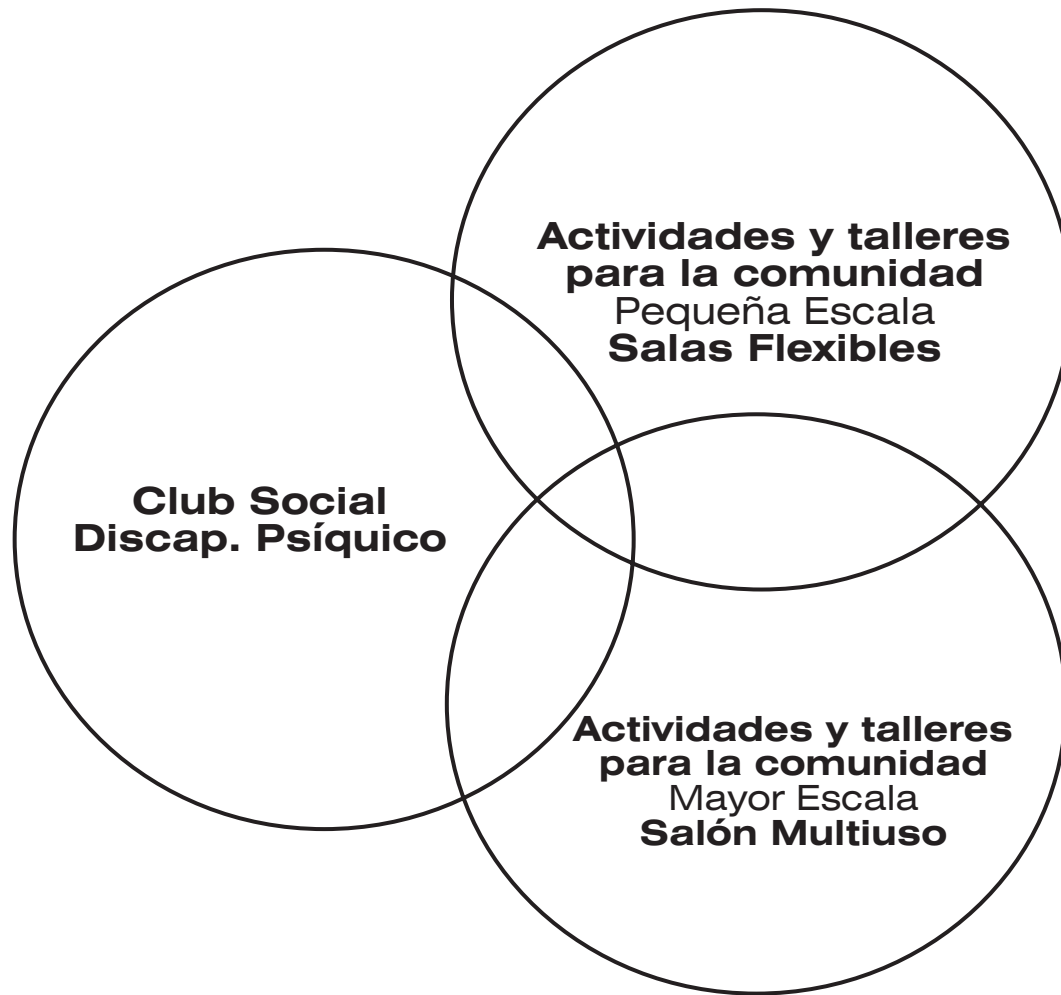 Actividades y talleres
para la comunidad
Pequeña Escala
Salas Flexibles
Club Social
Discap. Psíquico
Actividades y talleres
para la comunidad
Mayor Escala
Salón Multiuso